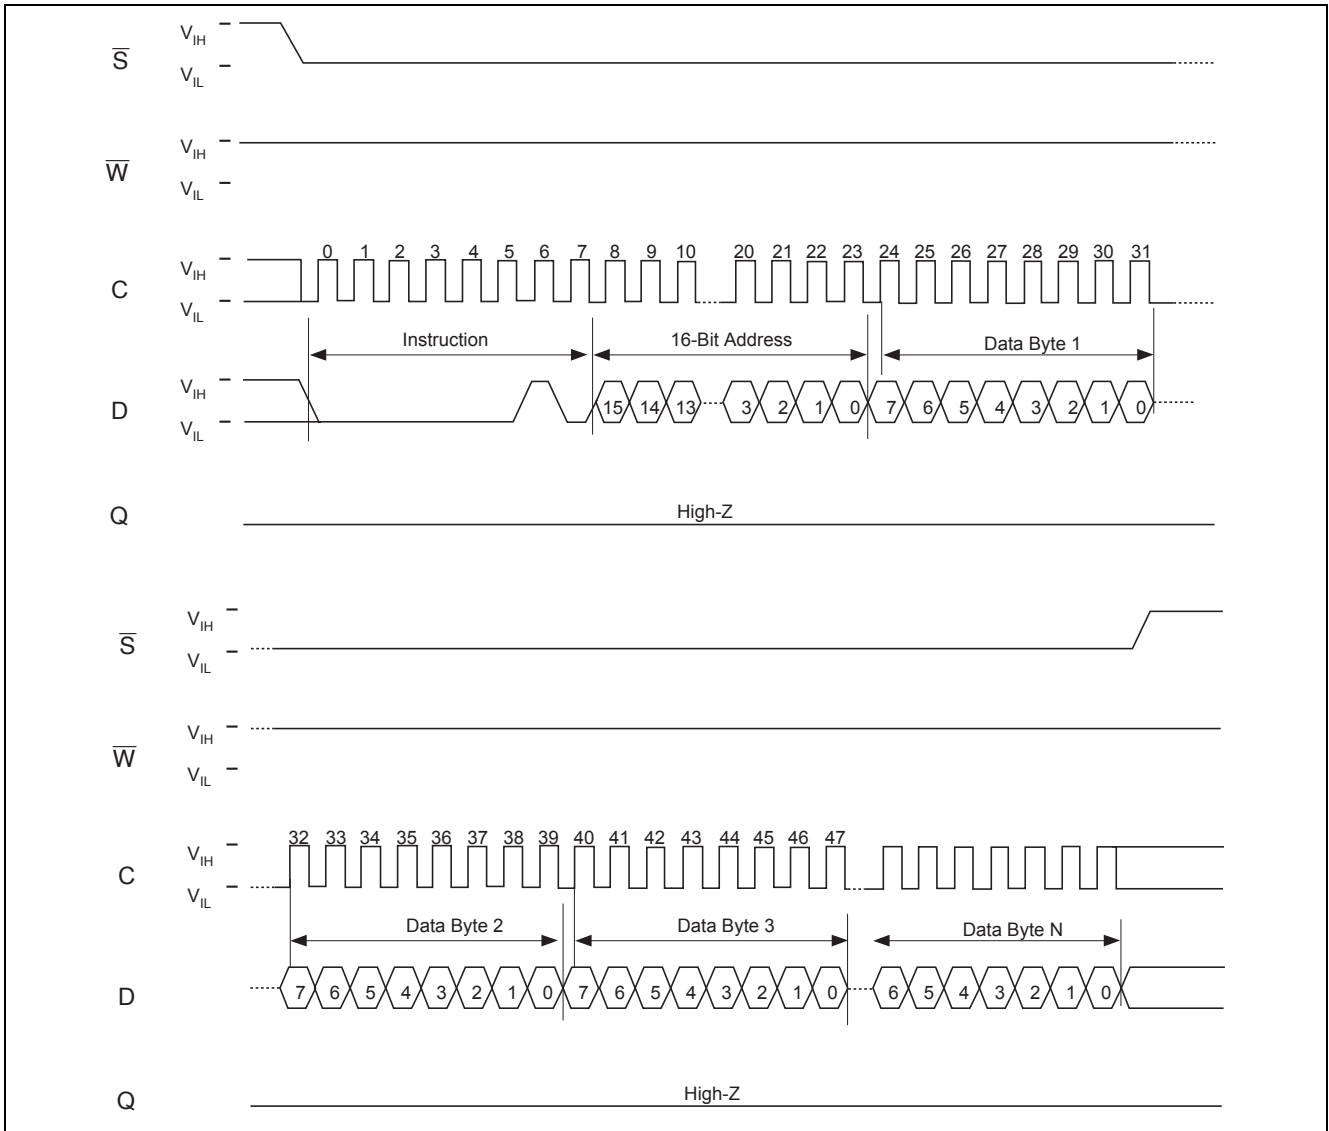 S̅ V_IH
V_IL
W̅ V_IH
V_IL
0 1 2 3 4 5 6 7 8 9 10 20 21 22 23 24 25 26 27 28 29 30 31
C V_IH
V_IL
Instruction 16-Bit Address Data Byte 1
D V_IH
V_IL
15 14 13 3 2 1 0 7 6 5 4 3 2 1 0
Q High-Z
S̅ V_IH
V_IL
W̅ V_IH
V_IL
32 33 34 35 36 37 38 39 40 41 42 43 44 45 46 47
C V_IH
V_IL
Data Byte 2 Data Byte 3 Data Byte N
D 7 6 5 4 3 2 1 0 7 6 5 4 3 2 1 0 6 5 4 3 2 1 0
Q High-Z